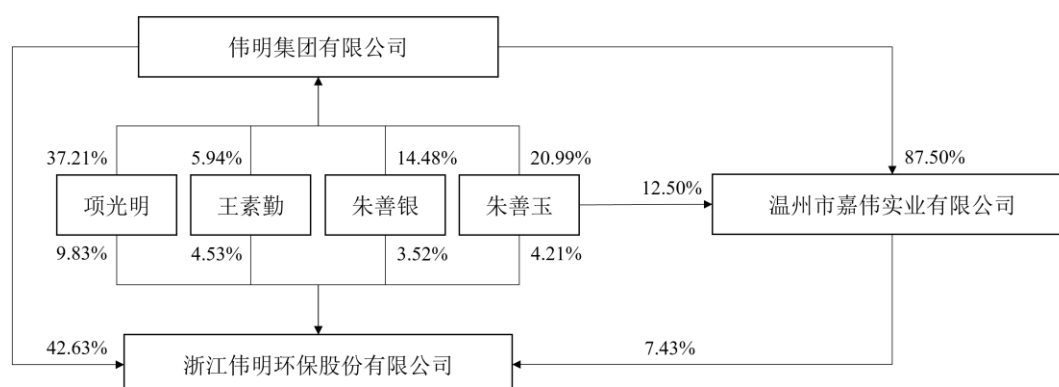 伟明集团有限公司
37.21%
5.94%
14.48%
20.99%
87.50%
项光明
王素勤
朱善银
朱善玉
12.50%
温州市嘉伟实业有限公司
9.83%
4.53%
3.52%
4.21%
42.63%
浙江伟明环保股份有限公司
7.43%